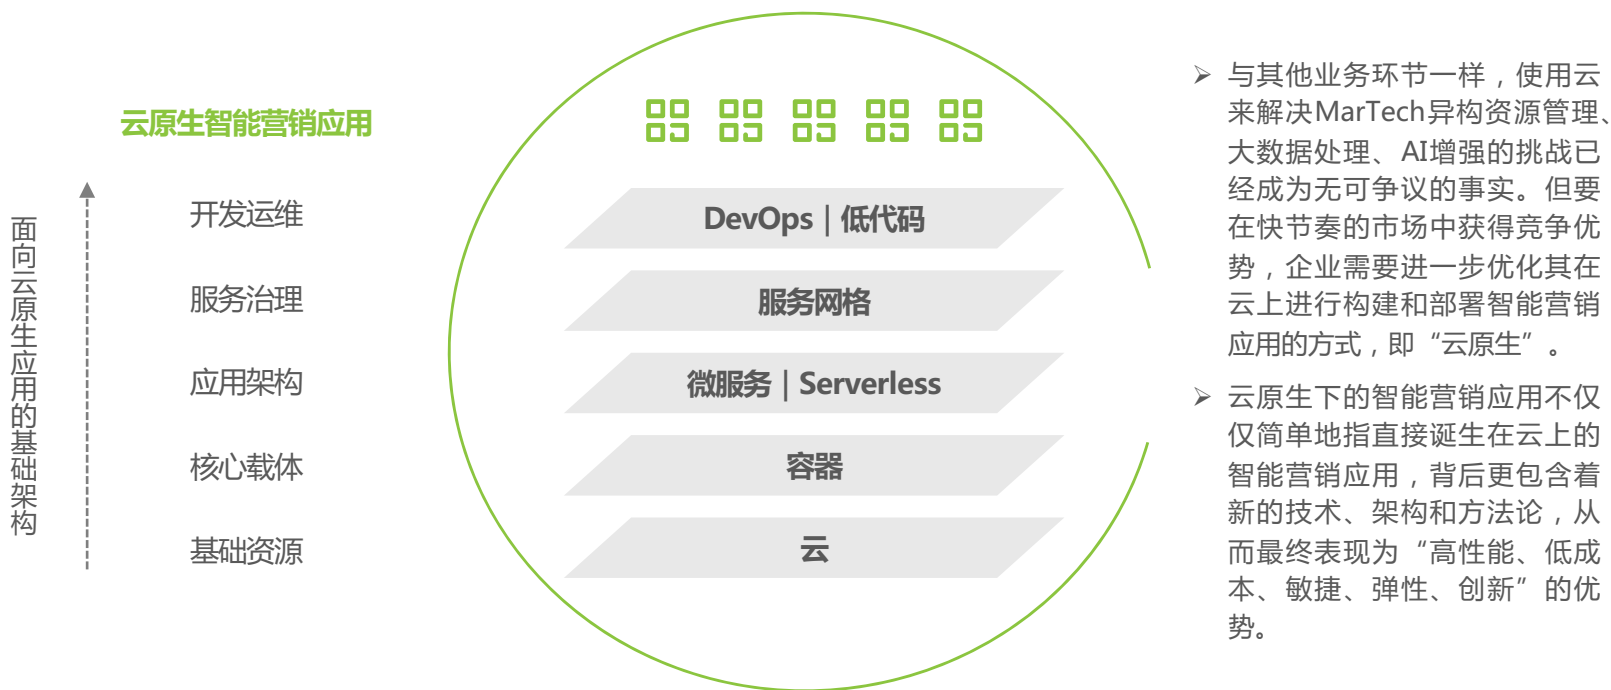 云原生智能营销应用
面向云原生应用的基础架构
开发运维
DevOps | 低代码
服务治理
服务网格
应用架构
微服务 | Serverless
核心载体
容器
基础资源
云
➢ 与其他业务环节一样，使用云
来解决MarTech异构资源管理、
大数据处理、AI增强的挑战已
经成为无可争议的事实。但要
在快节奏的市场中获得竞争优
势，企业需要进一步优化其在
云上进行构建和部署智能营销
应用的方式，即“云原生”。
➢ 云原生下的智能营销应用不仅
仅简单地指直接诞生在云上的
智能营销应用，背后更包含着
新的技术、架构和方法论，从
而最终表现为“高性能、低成
本、敏捷、弹性、创新”的优
势。